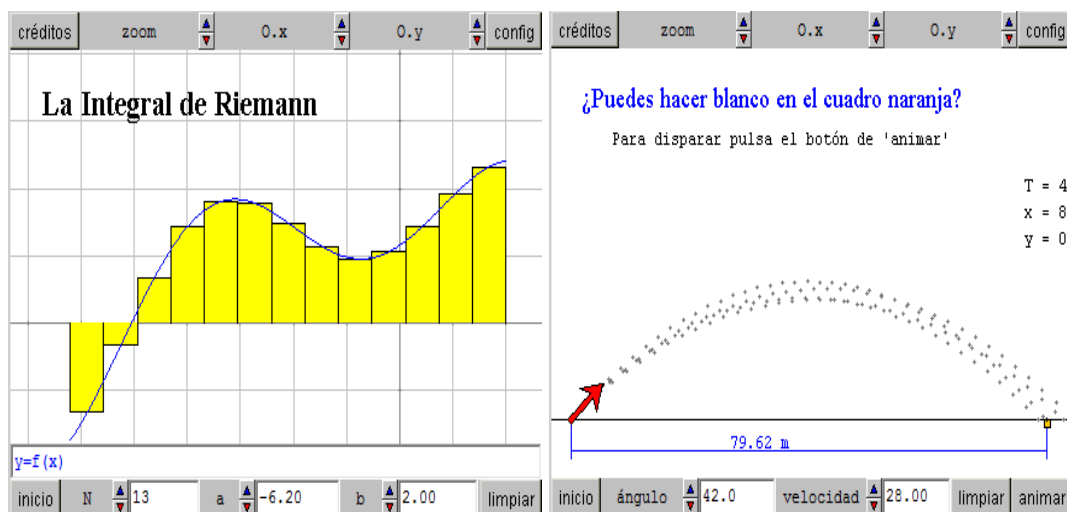 créditos zoom O.x O.y config
La Integral de Riemann
y=f(x)
inicio N 13 a -6.20 b 2.00 limpiar
créditos zoom O.x O.y config
¿Puedes hacer blanco en el cuadro naranja?
Para disparar pulsa el botón de 'animar'
T = 4
x = 8
y = 0
79.62 m
inicio ángulo 42.0 velocidad 28.00 limpiar animar